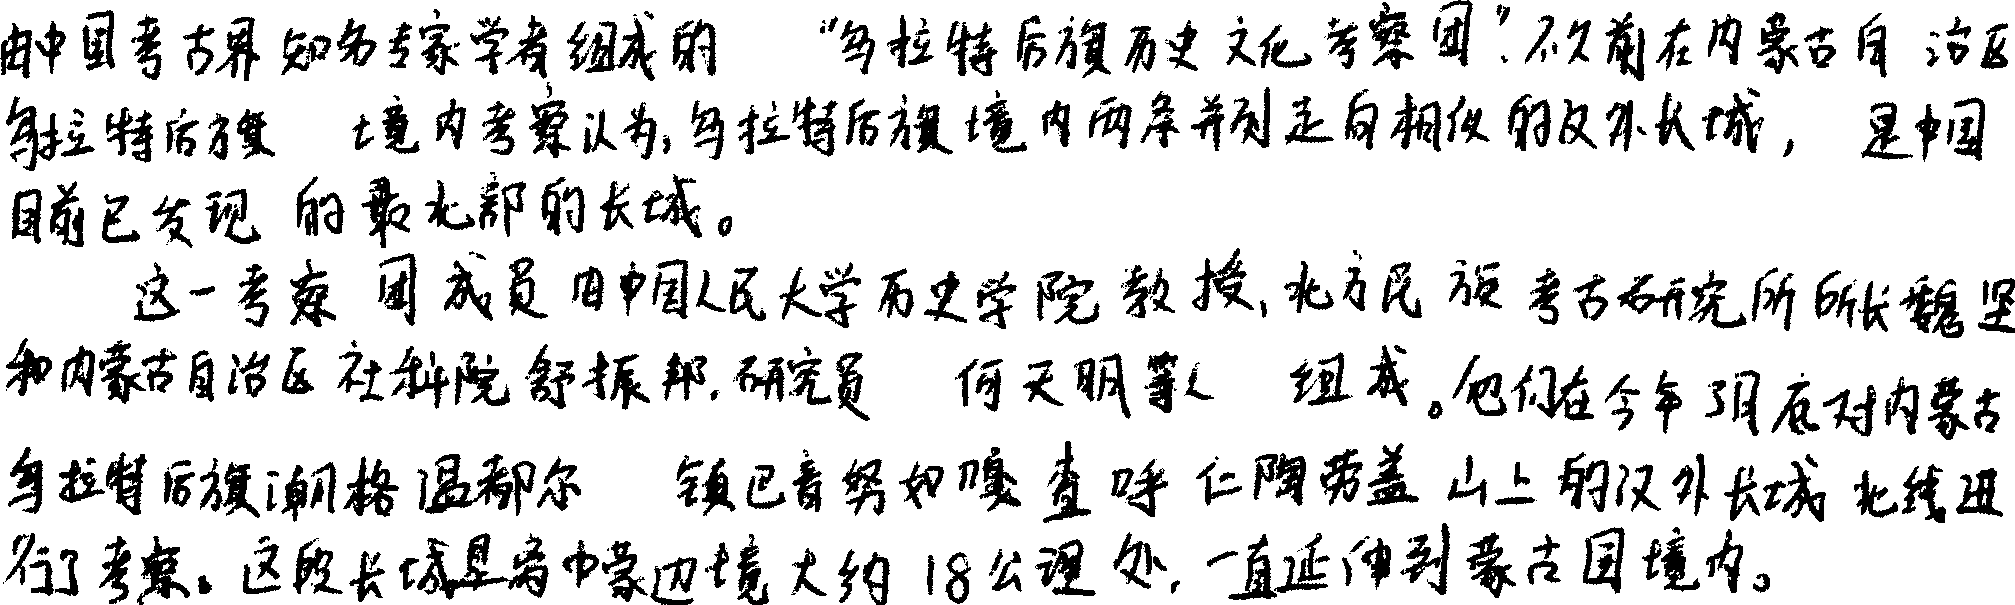 由中国考古界知名专家学者组成的“乌拉特后旗历史文化考察团”不久前在内蒙古自治区
乌拉特后旗境内考察认为,乌拉特后旗境内两条并列走向相似的汉外长城,是中国
目前已发现的最北部的长城。
这一考察团成员由中国人民大学历史学院教授、北方民族考古研究所所长魏坚
和内蒙古自治区社科院舒振邦、研究员何天明等人组成。他们在今年3月底对内蒙古
乌拉特后旗潮格温都尔镇巴音努如嘎查呼仁陶劳盖山上的汉外长城北线进
行了考察。这段长城是离中蒙边境大约18公里处,一直延伸到蒙古国境内。